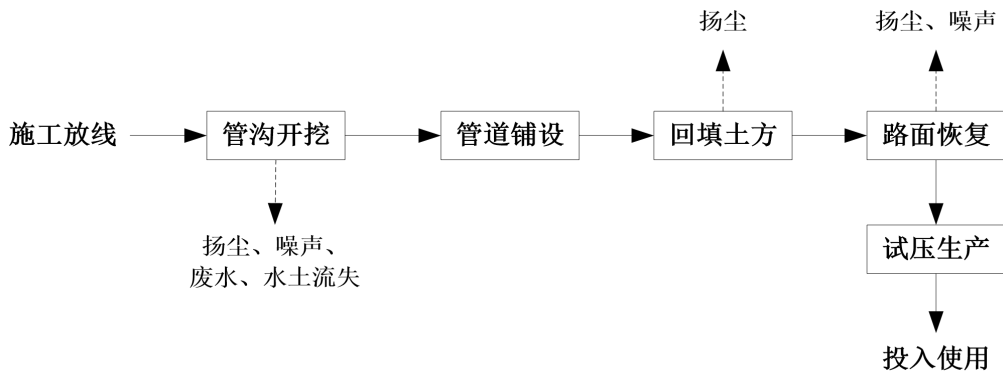 扬尘
扬尘、噪声
施工放线
管沟开挖
管道铺设
回填土方
路面恢复
扬尘、噪声、
废水、水土流失
试压生产
投入使用